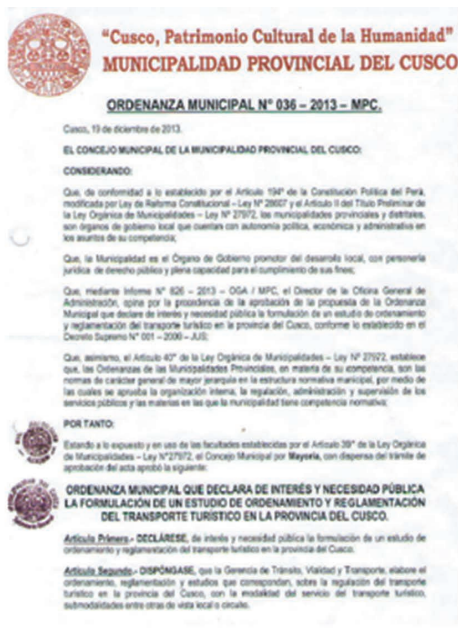 “Cusco, Patrimonio Cultural de la Humanidad”
MUNICIPALIDAD PROVINCIAL DEL CUSCO
ORDENANZA MUNICIPAL N° 036 – 2013 – MPC.
Cusco, 19 de diciembre de 2013.
EL CONCEJO MUNICIPAL DE LA MUNICIPALIDAD PROVINCIAL DEL CUSCO:
CONSIDERANDO:
Que, de conformidad a lo establecido por el Artículo 194° de la Constitución Política del Perú,
modificada por Ley de Reforma Constitucional – Ley N° 28607 y el Artículo II del Título Preliminar de
la Ley Orgánica de Municipalidades – Ley N° 27972, las municipalidades provinciales y distritales,
son órganos de gobierno local que cuentan con autonomía política, económica y administrativa en
los asuntos de su competencia;
Que, la Municipalidad es el Órgano de Gobierno promotor del desarrollo local, con personería
jurídica de derecho público y plena capacidad para el cumplimiento de sus fines;
Que, mediante Informe N° 826 – 2013 – OGA / MPC, el Director de la Oficina General de
Administración, opina por la procedencia de la aprobación de la propuesta de la Ordenanza
Municipal que declare de interés y necesidad pública la formulación de un estudio de ordenamiento
y reglamentación del transporte turístico en la provincia del Cusco, conforme lo establecido en el
Decreto Supremo N° 001 – 2000 – JUS;
Que, asimismo, el Artículo 40° de la Ley Orgánica de Municipalidades – Ley N° 27972, establece
que, las Ordenanzas de las Municipalidades Provinciales, en materia de su competencia, son las
normas de carácter general de mayor jerarquía en la estructura normativa municipal, por medio de
las cuales se aprueba la organización interna, la regulación, administración y supervisión de los
servicios públicos y las materias en las que la municipalidad tiene competencia normativa;
POR TANTO:
Estando a lo expuesto y en uso de las facultades establecidas por el Artículo 39° de la Ley Orgánica
de Municipalidades – Ley N°27972, el Concejo Municipal por Mayoría, con dispensa del trámite de
aprobación del acta aprobó la siguiente:
ORDENANZA MUNICIPAL QUE DECLARA DE INTERÉS Y NECESIDAD PÚBLICA
LA FORMULACIÓN DE UN ESTUDIO DE ORDENAMIENTO Y REGLAMENTACIÓN
DEL TRANSPORTE TURÍSTICO EN LA PROVINCIA DEL CUSCO.
Artículo Primero.- DECLÁRESE, de interés y necesidad pública la formulación de un estudio de
ordenamiento y reglamentación del transporte turístico en la provincia del Cusco.
Artículo Segundo.- DISPÓNGASE, que la Gerencia de Tránsito, Vialidad y Transporte, elabore el
ordenamiento, reglamentación y estudios que correspondan, sobre la regulación del transporte
turístico en la provincia del Cusco, con la modalidad del servicio del transporte turístico,
submodalidades entre otras de vista local o circuito.